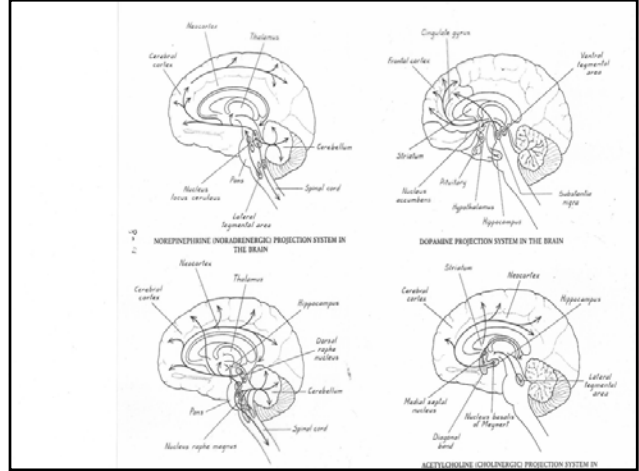 Neocortex
Thalamus
Cerebral
cortex
Cerebellum
Pons
Nucleus
locus ceruleus
Spinal cord
Lateral
tegmental area
NOREPINEPHRINE (NORADRENERGIC) PROJECTION SYSTEM IN
THE BRAIN
Cingulate gyrus
Frontal cortex
Ventral
tegmental
area
Striatum
Nucleus
accumbens
Pituitary
Hypothalamus
Hippocampus
Substantia
nigra
DOPAMINE PROJECTION SYSTEM IN THE BRAIN
Neocortex
Thalamus
Cerebral
cortex
Hippocampus
Dorsal
raphe
nucleus
Cerebellum
Pons
Spinal cord
Nucleus raphe magnus
Striatum
Neocortex
Cerebral
cortex
Hippocampus
Lateral
tegmental
area
Medial septal
nucleus
Nucleus basalis
of Meynert
Diagonal
band
ACETYLCHOLINE (CHOLINERGIC) PROJECTION SYSTEM IN